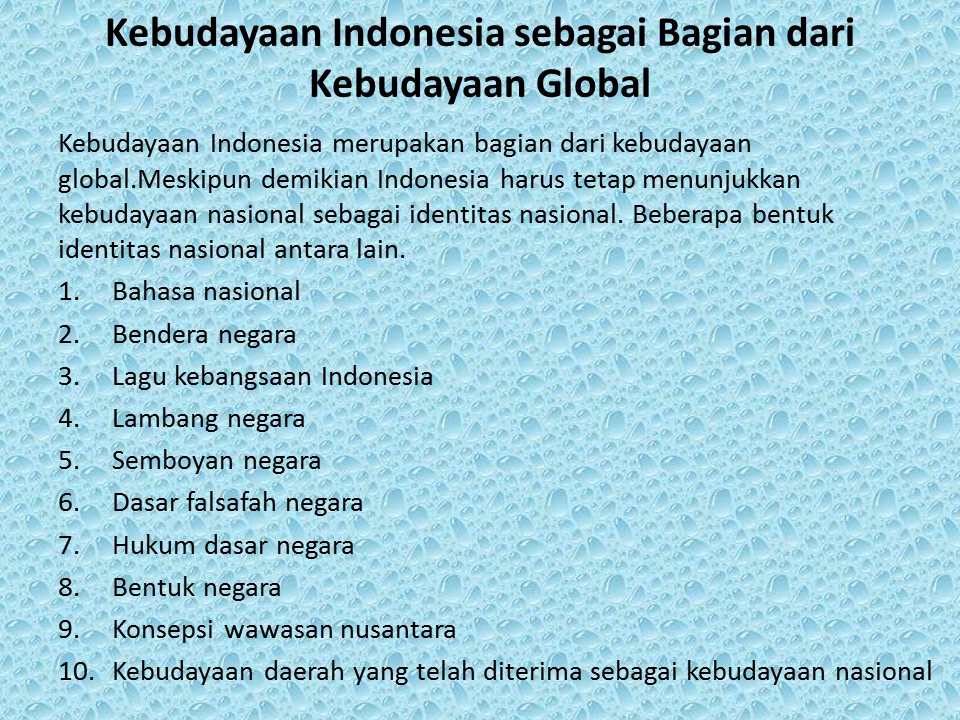 Kebudayaan Indonesia sebagai Bagian dari
Kebudayaan Global
Kebudayaan Indonesia merupakan bagian dari kebudayaan
global.Meskipun demikian Indonesia harus tetap menunjukkan
kebudayaan nasional sebagai identitas nasional. Beberapa bentuk
identitas nasional antara lain.
1. Bahasa nasional
2. Bendera negara
3. Lagu kebangsaan Indonesia
4. Lambang negara
5. Semboyan negara
6. Dasar falsafah negara
7. Hukum dasar negara
8. Bentuk negara
9. Konsepsi wawasan nusantara
10. Kebudayaan daerah yang telah diterima sebagai kebudayaan nasional